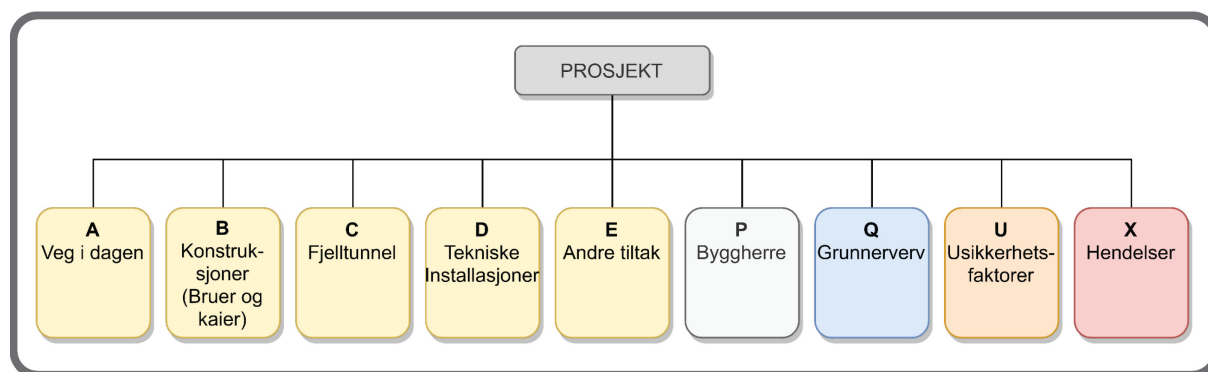 PROSJEKT
A
Veg i dagen
B
Konstruk-
sjoner
(Bruer og
kaier)
C
Fjelltunnel
D
Tekniske
Installasjoner
E
Andre tiltak
P
Byggherre
Q
Grunnerverv
U
Usikkerhets-
faktorer
X
Hendelser